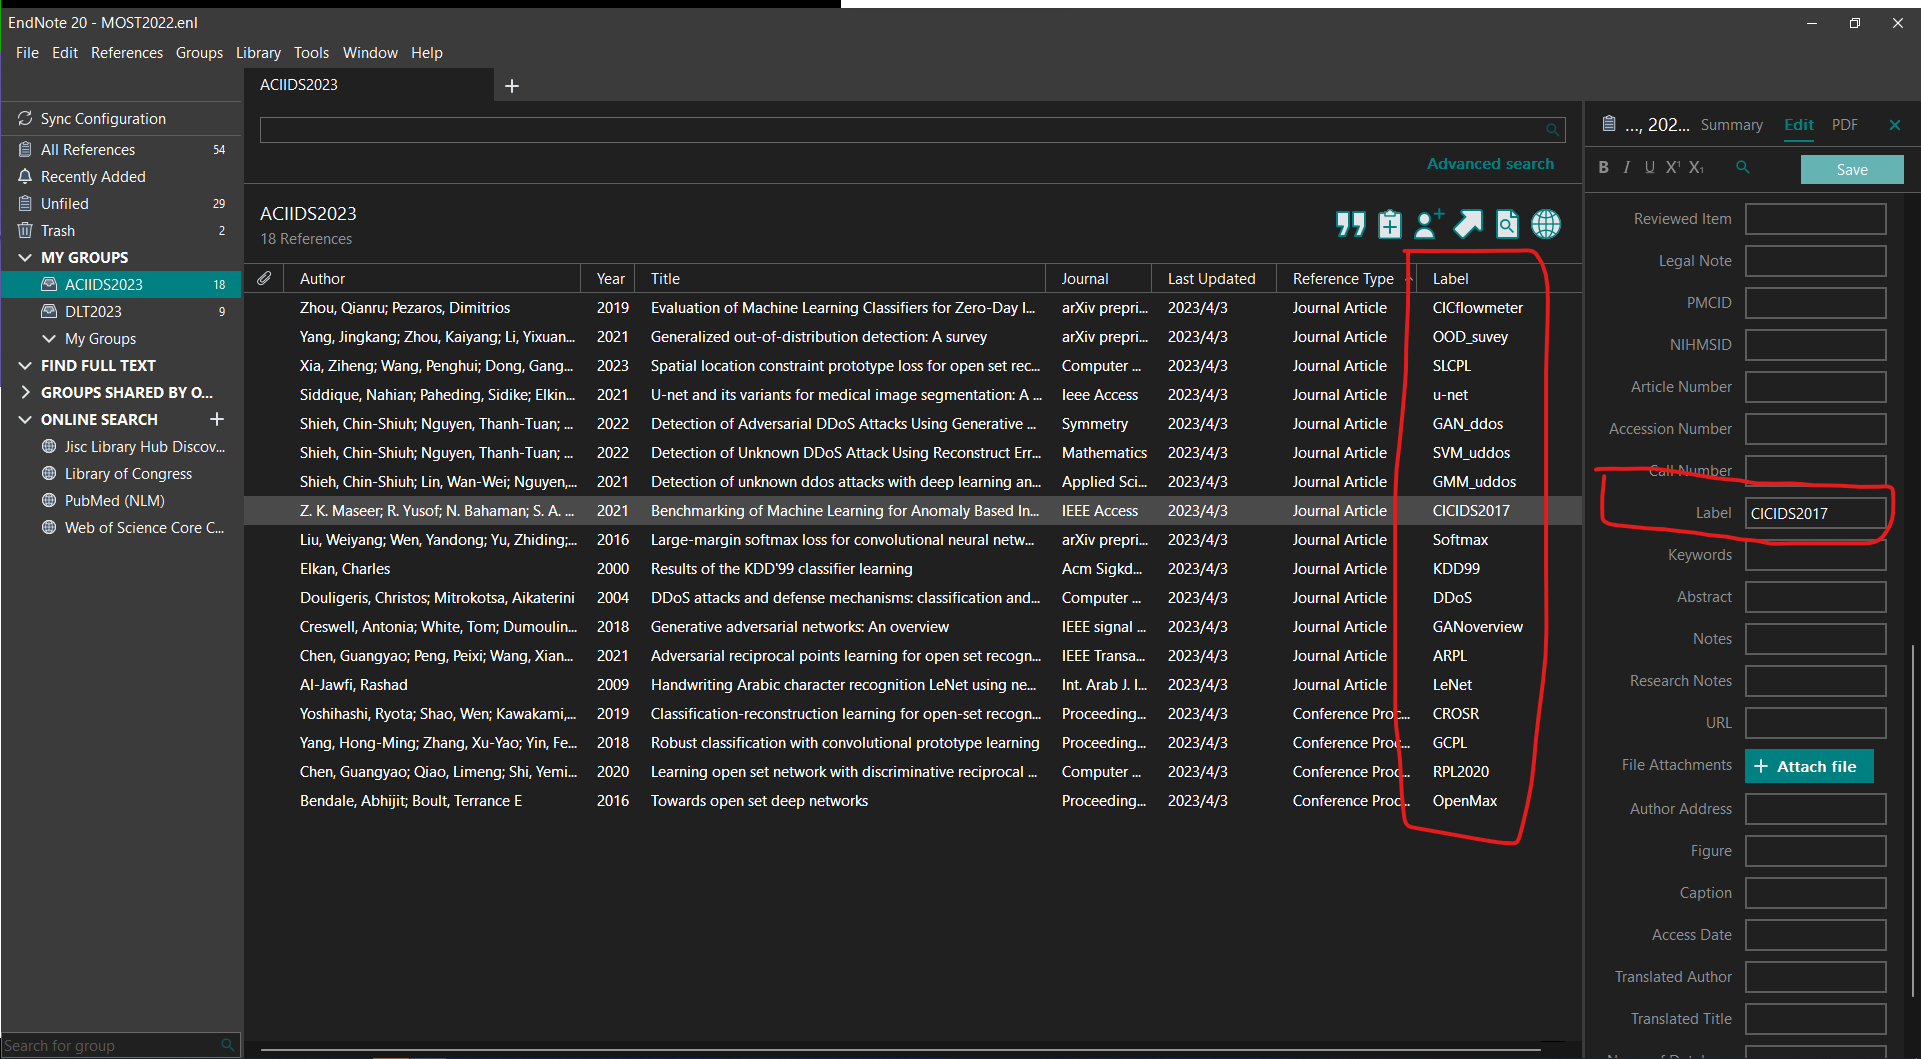 EndNote 20 - MOST2022.enl
File Edit References Groups Library Tools Window Help
ACIIDS2023
Sync Configuration
All References 54
Recently Added
Unfiled 29
Trash 2
MY GROUPS
ACIIDS2023 18
DLT2023 9
My Groups
FIND FULL TEXT
GROUPS SHARED BY O...
ONLINE SEARCH
Jisc Library Hub Discov...
Library of Congress
PubMed (NLM)
Web of Science Core C...
Search for group
Advanced search
ACIIDS2023
18 References
Author Year Title Journal Last Updated Reference Type Label
Zhou, Qianru; Pezaros, Dimitrios 2019 Evaluation of Machine Learning Classifiers for Zero-Day I... arXiv prepri... 2023/4/3 Journal Article CICflowmeter
Yang, Jingkang; Zhou, Kaiyang; Li, Yixuan... 2021 Generalized out-of-distribution detection: A survey arXiv prepri... 2023/4/3 Journal Article OOD_suvey
Xia, Ziheng; Wang, Penghui; Dong, Gang... 2023 Spatial location constraint prototype loss for open set rec... Computer ... 2023/4/3 Journal Article SLCPL
Siddique, Nahian; Paheding, Sidike; Elkin... 2021 U-net and its variants for medical image segmentation: A ... Ieee Access 2023/4/3 Journal Article u-net
Shieh, Chin-Shiuh; Nguyen, Thanh-Tuan; ... 2022 Detection of Adversarial DDoS Attacks Using Generative ... Symmetry 2023/4/3 Journal Article GAN_ddos
Shieh, Chin-Shiuh; Nguyen, Thanh-Tuan; ... 2022 Detection of Unknown DDoS Attack Using Reconstruct Err... Mathematics 2023/4/3 Journal Article SVM_uddos
Shieh, Chin-Shiuh; Lin, Wan-Wei; Nguyen,... 2021 Detection of unknown ddos attacks with deep learning an... Applied Sci... 2023/4/3 Journal Article GMM_uddos
Z. K. Maseer; R. Yusof; N. Bahaman; S. A. ... 2021 Benchmarking of Machine Learning for Anomaly Based In... IEEE Access 2023/4/3 Journal Article CICIDS2017
Liu, Weiyang; Wen, Yandong; Yu, Zhiding;... 2016 Large-margin softmax loss for convolutional neural netw... arXiv prepri... 2023/4/3 Journal Article Softmax
Elkan, Charles 2000 Results of the KDD'99 classifier learning Acm Sigkd... 2023/4/3 Journal Article KDD99
Douligeris, Christos; Mitrokotsa, Aikaterini 2004 DDoS attacks and defense mechanisms: classification and... Computer ... 2023/4/3 Journal Article DDoS
Creswell, Antonia; White, Tom; Dumoulin... 2018 Generative adversarial networks: An overview IEEE signal ... 2023/4/3 Journal Article GANoverview
Chen, Guangyao; Peng, Peixi; Wang, Xian... 2021 Adversarial reciprocal points learning for open set recogn... IEEE Transa... 2023/4/3 Journal Article ARPL
Al-Jawfi, Rashad 2009 Handwriting Arabic character recognition LeNet using ne... Int. Arab J. I... 2023/4/3 Journal Article LeNet
Yoshihashi, Ryota; Shao, Wen; Kawakami,... 2019 Classification-reconstruction learning for open-set recogn... Proceeding... 2023/4/3 Conference Proc... CROSR
Yang, Hong-Ming; Zhang, Xu-Yao; Yin, Fe... 2018 Robust classification with convolutional prototype learning Proceeding... 2023/4/3 Conference Proc... GCPL
Chen, Guangyao; Qiao, Limeng; Shi, Yemi... 2020 Learning open set network with discriminative reciprocal ... Computer ... 2023/4/3 Conference Proc... RPL2020
Bendale, Abhijit; Boult, Terrance E 2016 Towards open set deep networks Proceeding... 2023/4/3 Conference Proc... OpenMax
..., 202... Summary Edit PDF
B I U X¹ X₁ Save
Reviewed Item
Legal Note
PMCID
NIHMSID
Article Number
Accession Number
Call Number
Label CICIDS2017
Keywords
Abstract
Notes
Research Notes
URL
File Attachments + Attach file
Author Address
Figure
Caption
Access Date
Translated Author
Translated Title